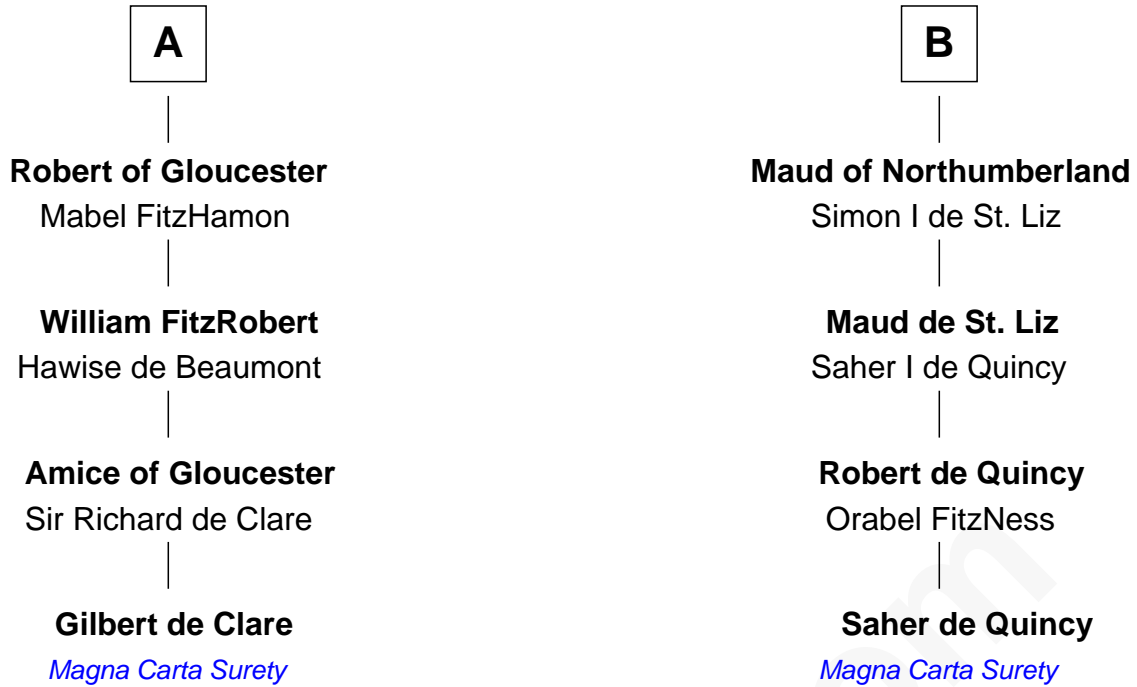 A
Robert of Gloucester
Mabel FitzHamon
William FitzRobert
Hawise de Beaumont
Amice of Gloucester
Sir Richard de Clare
Gilbert de Clare
Magna Carta Surety
B
Maud of Northumberland
Simon I de St. Liz
Maud de St. Liz
Saher I de Quincy
Robert de Quincy
Orabel FitzNess
Saher de Quincy
Magna Carta Surety